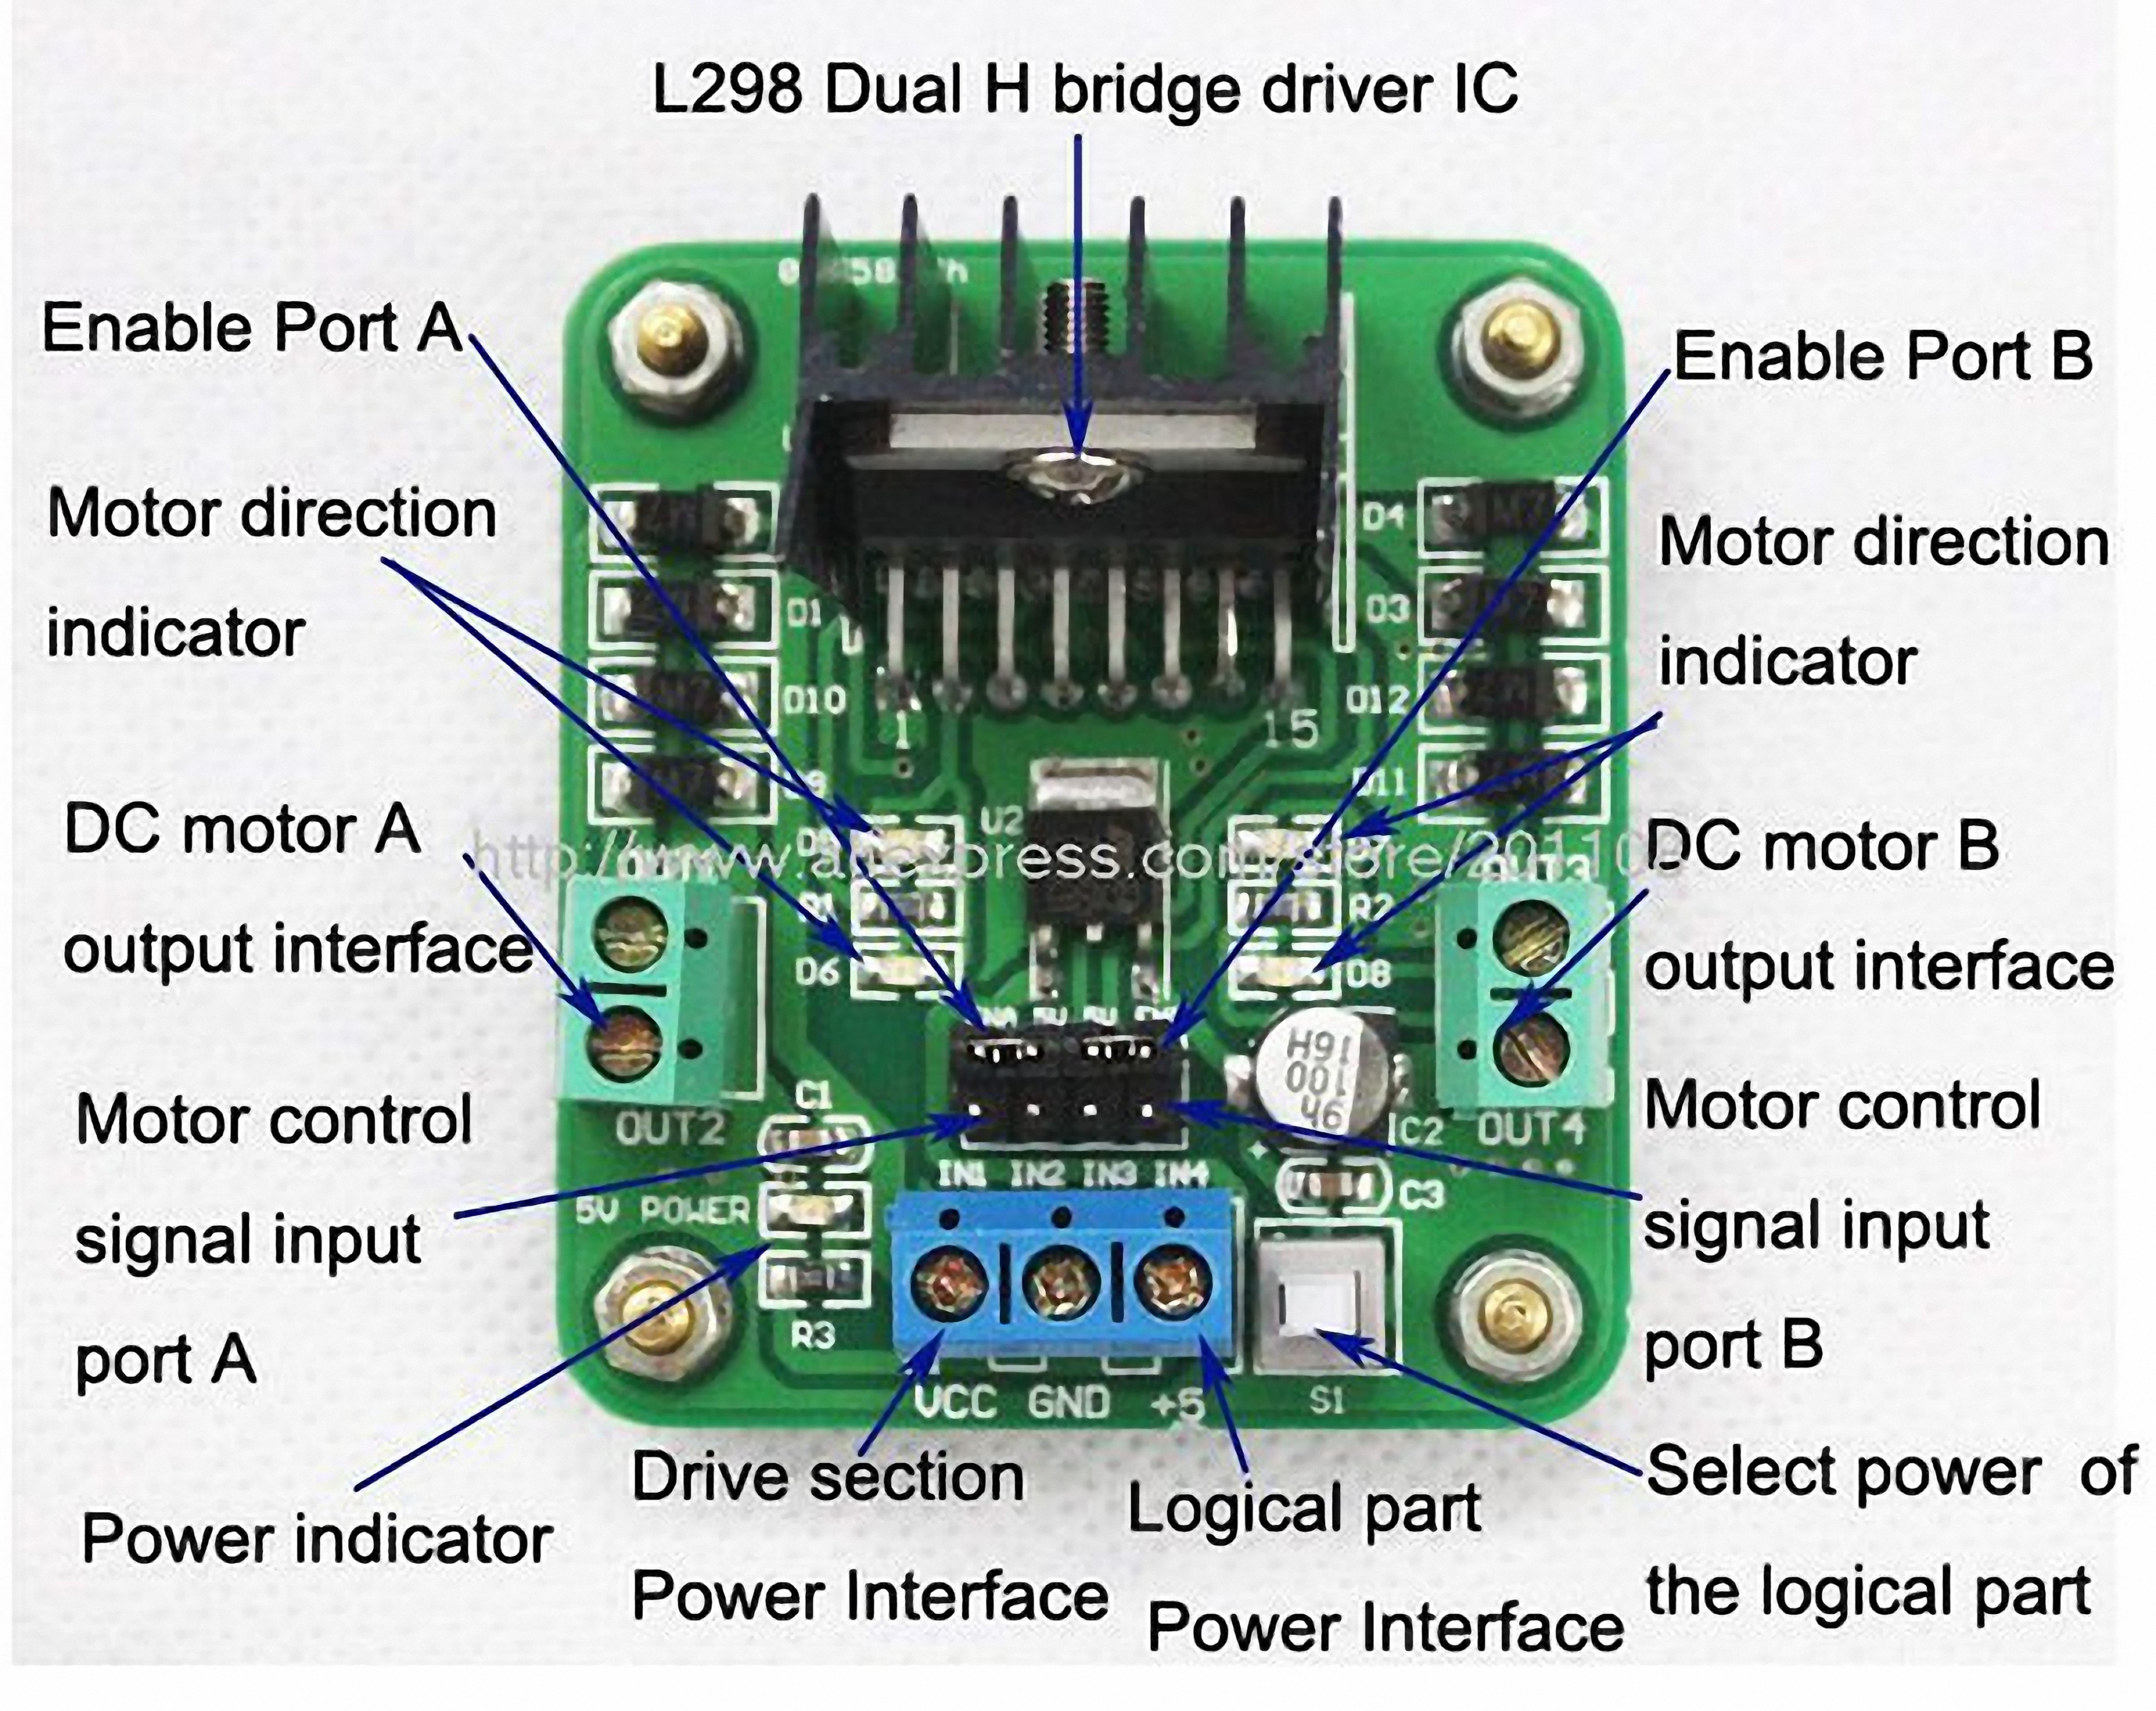 L298 Dual H bridge driver IC
Enable Port A
Enable Port B
Motor direction
indicator
Motor direction
indicator
DC motor A
output interface
DC motor B
output interface
Motor control
signal input
port A
Motor control
signal input
port B
Power indicator
Drive section
Power Interface
Logical part
Power Interface
Select power of
the logical part
D1
D10
D4
D3
D12
D11
1
15
U2
D6
R2
D8
5V 5V
H91
001
46
OUT2
OUT4
C1
C2
C3
IN1 IN2 IN3 IN4
5V POWER
R3
VCC GND +5
S1